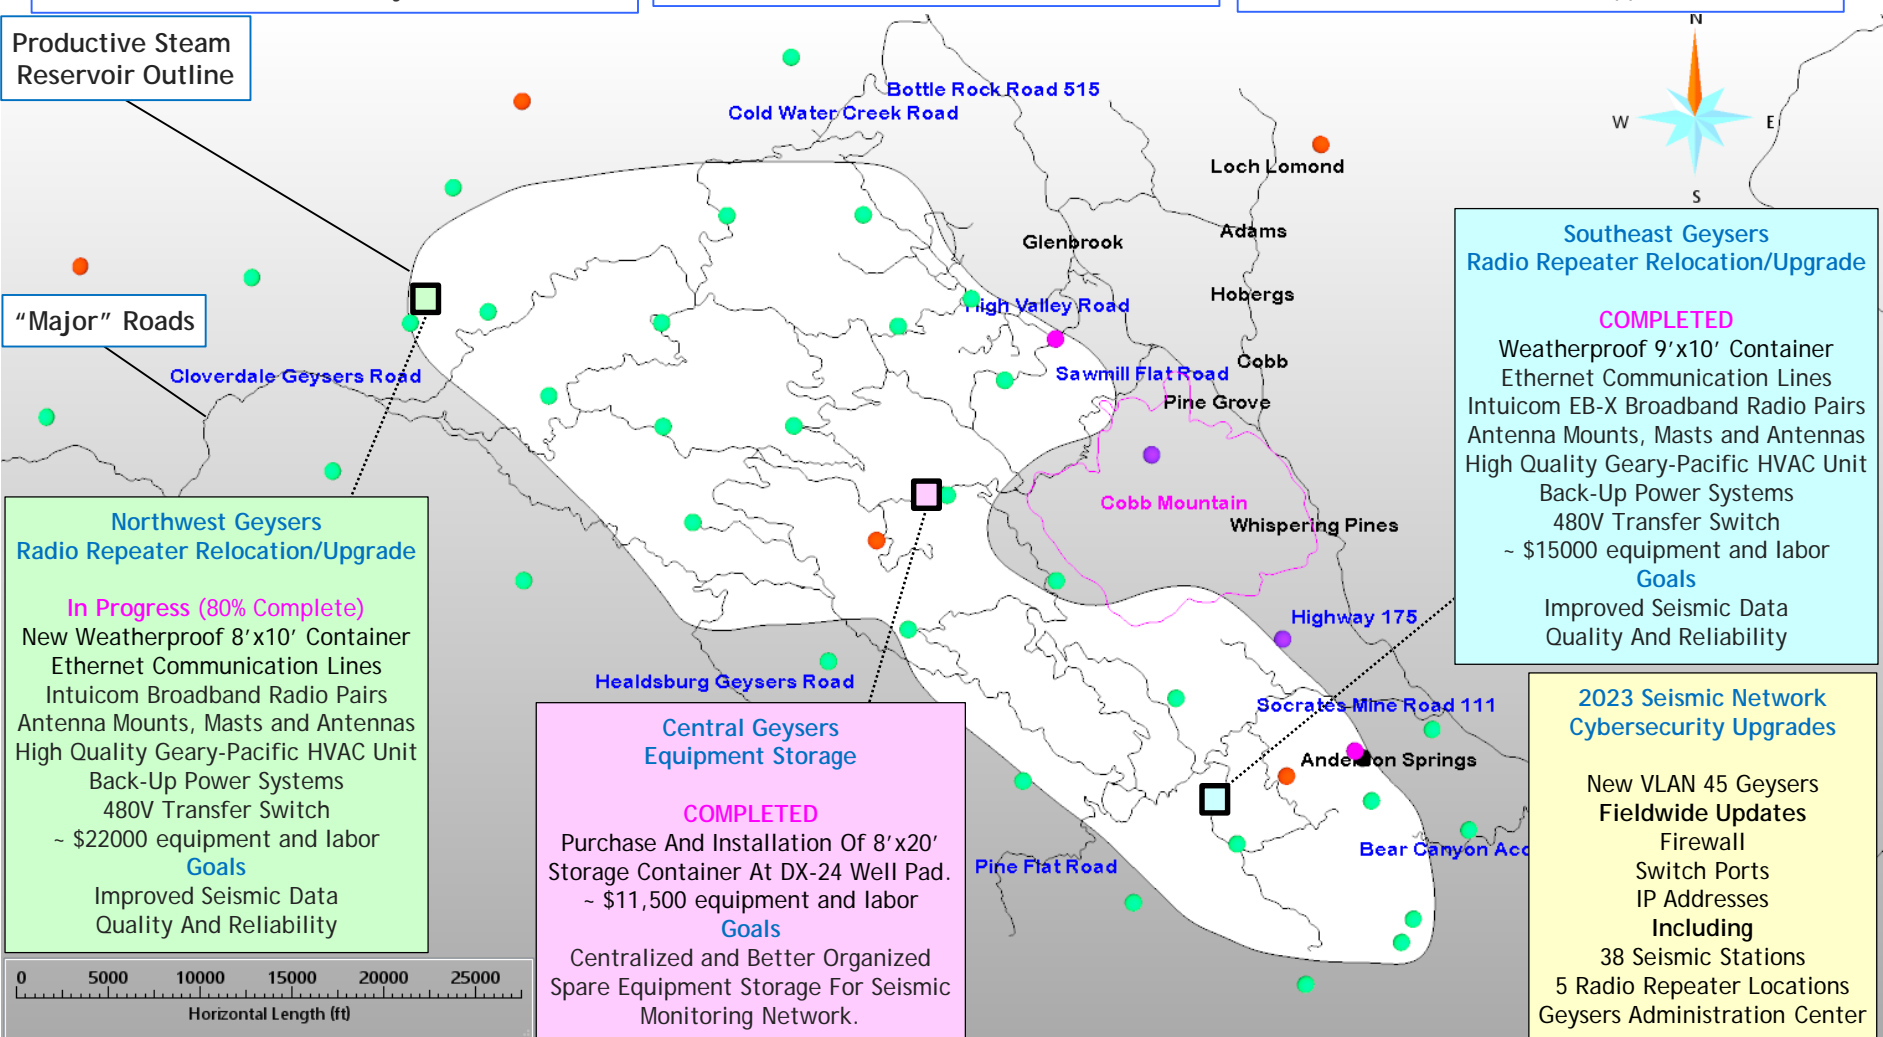 Productive Steam
Reservoir Outline
"Major" Roads
N
W
E
S
Bottle Rock Road 515
Cold Water Creek Road
Loch Lomond
Adams
Glenbrook
Hobergs
High Valley Road
Cobb
Sawmill Flat Road
Pine Grove
Cloverdale Geysers Road
Cobb Mountain
Whispering Pines
Highway 175
Healdsburg Geysers Road
Socrates Mine Road 111
Anderson Springs
Pine Flat Road
Bear Canyon Acc
Northwest Geysers
Radio Repeater Relocation/Upgrade
In Progress (80% Complete)
New Weatherproof 8'x10' Container
Ethernet Communication Lines
Intuicom Broadband Radio Pairs
Antenna Mounts, Masts and Antennas
High Quality Geary-Pacific HVAC Unit
Back-Up Power Systems
480V Transfer Switch
~ $22000 equipment and labor
Goals
Improved Seismic Data
Quality And Reliability
Central Geysers
Equipment Storage
COMPLETED
Purchase And Installation Of 8'x20'
Storage Container At DX-24 Well Pad.
~ $11,500 equipment and labor
Goals
Centralized and Better Organized
Spare Equipment Storage For Seismic
Monitoring Network.
Southeast Geysers
Radio Repeater Relocation/Upgrade
COMPLETED
Weatherproof 9'x10' Container
Ethernet Communication Lines
Intuicom EB-X Broadband Radio Pairs
Antenna Mounts, Masts and Antennas
High Quality Geary-Pacific HVAC Unit
Back-Up Power Systems
480V Transfer Switch
~ $15000 equipment and labor
Goals
Improved Seismic Data
Quality And Reliability
2023 Seismic Network
Cybersecurity Upgrades
New VLAN 45 Geysers
Fieldwide Updates
Firewall
Switch Ports
IP Addresses
Including
38 Seismic Stations
5 Radio Repeater Locations
Geysers Administration Center
0 5000 10000 15000 20000 25000
Horizontal Length (ft)